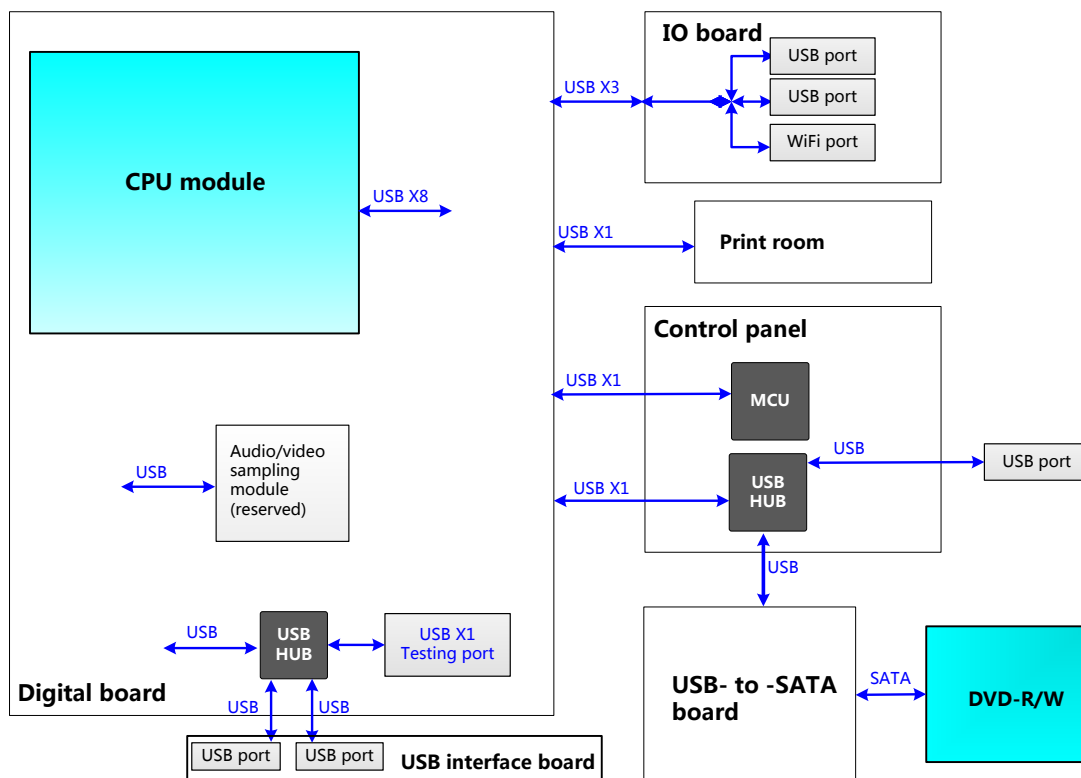 IO board
USB port
USB port
WiFi port
USB X3
CPU module
USB X8
USB X1
Print room
Control panel
USB X1
MCU
USB
HUB
USB
USB port
USB X1
Audio/video
sampling
module
(reserved)
USB
USB
USB
USB
HUB
USB X1
Testing port
Digital board
USB
USB
USB port
USB port
USB interface board
USB- to -SATA
board
SATA
DVD-R/W